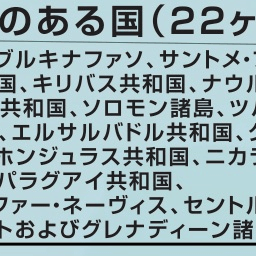 のある国(22ヶ
ブルキナファソ、サントメ・
国、キリバス共和国、ナウル
共和国、ソロモン諸島、ツバ
、エルサルバドル共和国、グ
ホンジュラス共和国、ニカラ
パラグアイ共和国、
ファー・ネーヴィス、セントル
トおよびグレナディーン諸